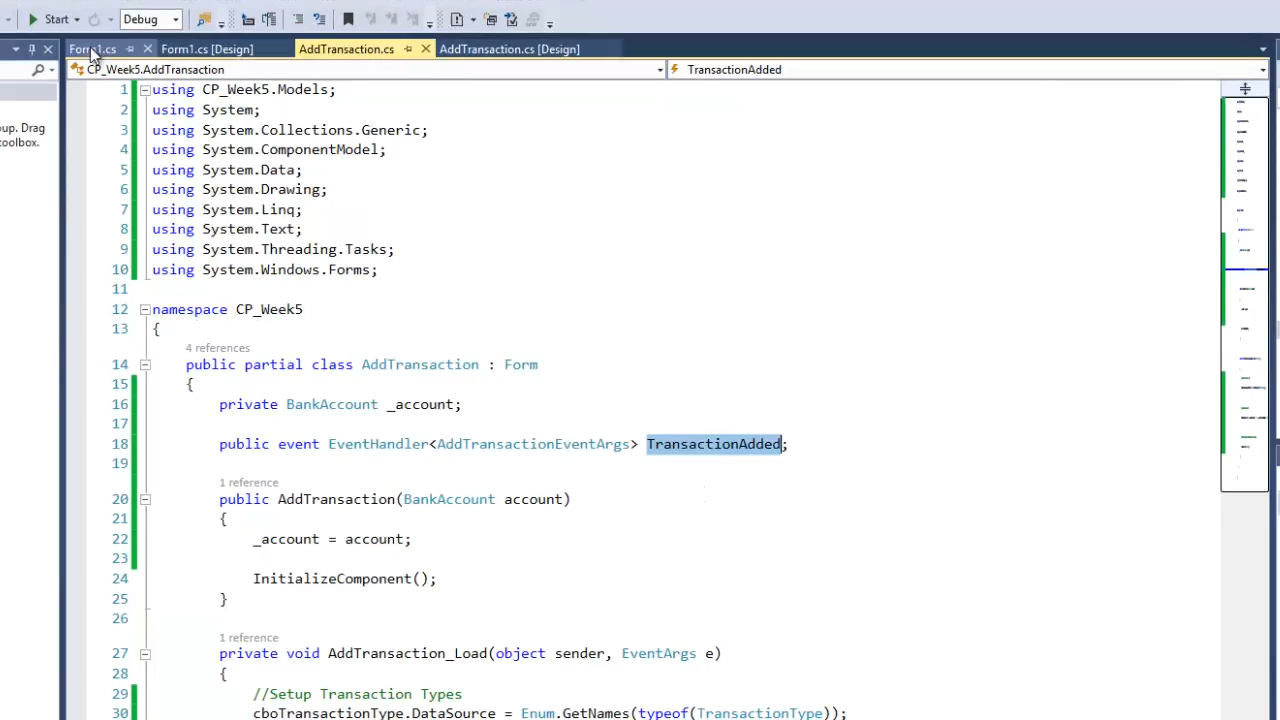 Start Debug
Form1.cs Form1.cs [Design] AddTransaction.cs AddTransaction.cs [Design]
CP_Week5.AddTransaction TransactionAdded
oup. Drag
oolbox.
1 using CP_Week5.Models;
2 using System;
3 using System.Collections.Generic;
4 using System.ComponentModel;
5 using System.Data;
6 using System.Drawing;
7 using System.Linq;
8 using System.Text;
9 using System.Threading.Tasks;
10 using System.Windows.Forms;
11
12 namespace CP_Week5
13 {
4 references
14 public partial class AddTransaction : Form
15 {
16 private BankAccount _account;
17
18 public event EventHandler<AddTransactionEventArgs> TransactionAdded;
19
1 reference
20 public AddTransaction(BankAccount account)
21 {
22 _account = account;
23
24 InitializeComponent();
25 }
26
1 reference
27 private void AddTransaction_Load(object sender, EventArgs e)
28 {
29 //Setup Transaction Types
30 cboTransactionType.DataSource = Enum.GetNames(typeof(TransactionType));